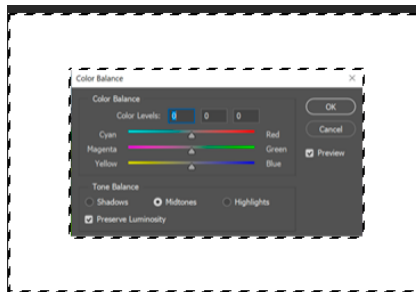 Color Balance
Color Balance
Color Levels: 0 0 0
OK
Cyan Red
Cancel
Magenta Green
Yellow Blue
Preview
Tone Balance
Shadows Midtones Highlights
Preserve Luminosity